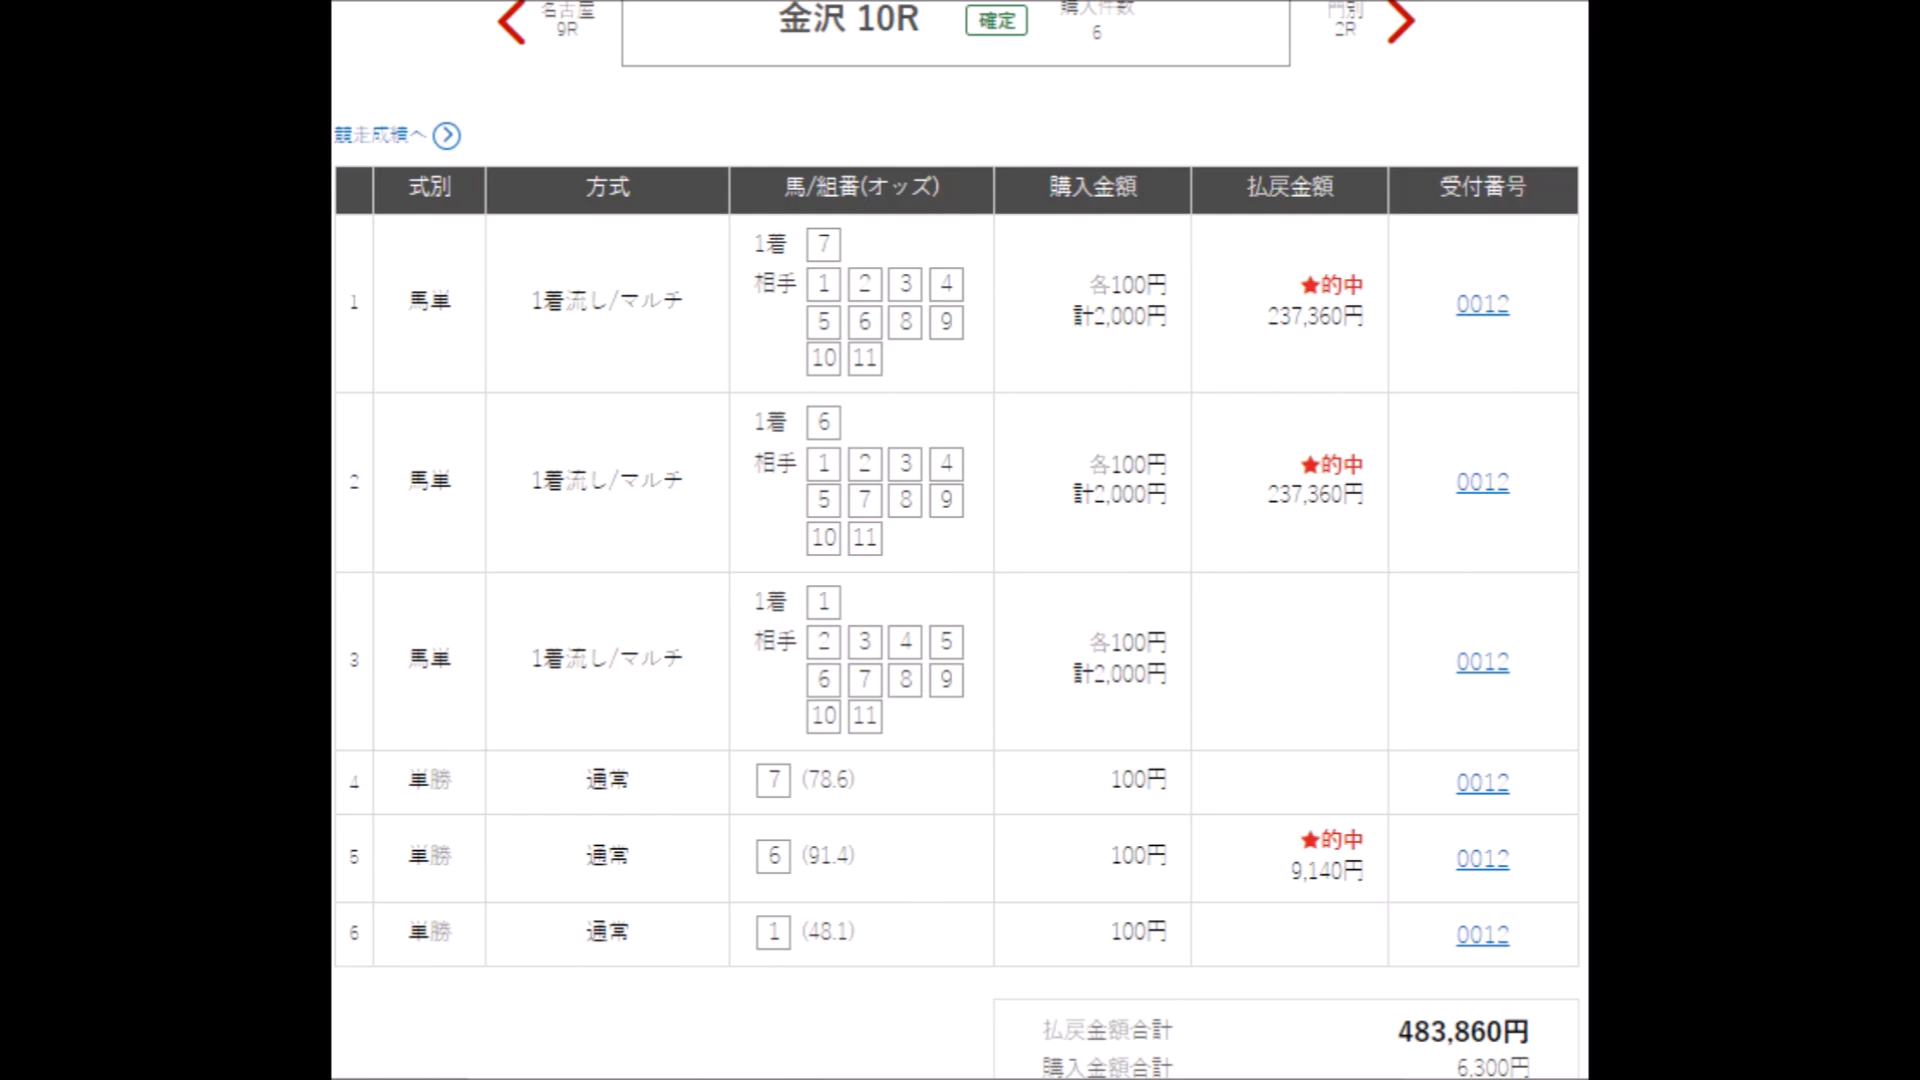 名古屋
9R
金沢 10R
確定
購入件数
6
門別
2R
競走成績へ
式別 方式 馬/組番(オッズ) 購入金額 払戻金額 受付番号
1 馬単 1着流し/マルチ 1着 7
相手 1 2 3 4
5 6 8 9
10 11
各100円
計2,000円
★的中
237,360円
0012
2 馬単 1着流し/マルチ 1着 6
相手 1 2 3 4
5 7 8 9
10 11
各100円
計2,000円
★的中
237,360円
0012
3 馬単 1着流し/マルチ 1着 1
相手 2 3 4 5
6 7 8 9
10 11
各100円
計2,000円
0012
4 単勝 通常 7 (78.6) 100円 0012
5 単勝 通常 6 (91.4) 100円 ★的中
9,140円
0012
6 単勝 通常 1 (48.1) 100円 0012
払戻金額合計 483,860円
購入金額合計 6,300円